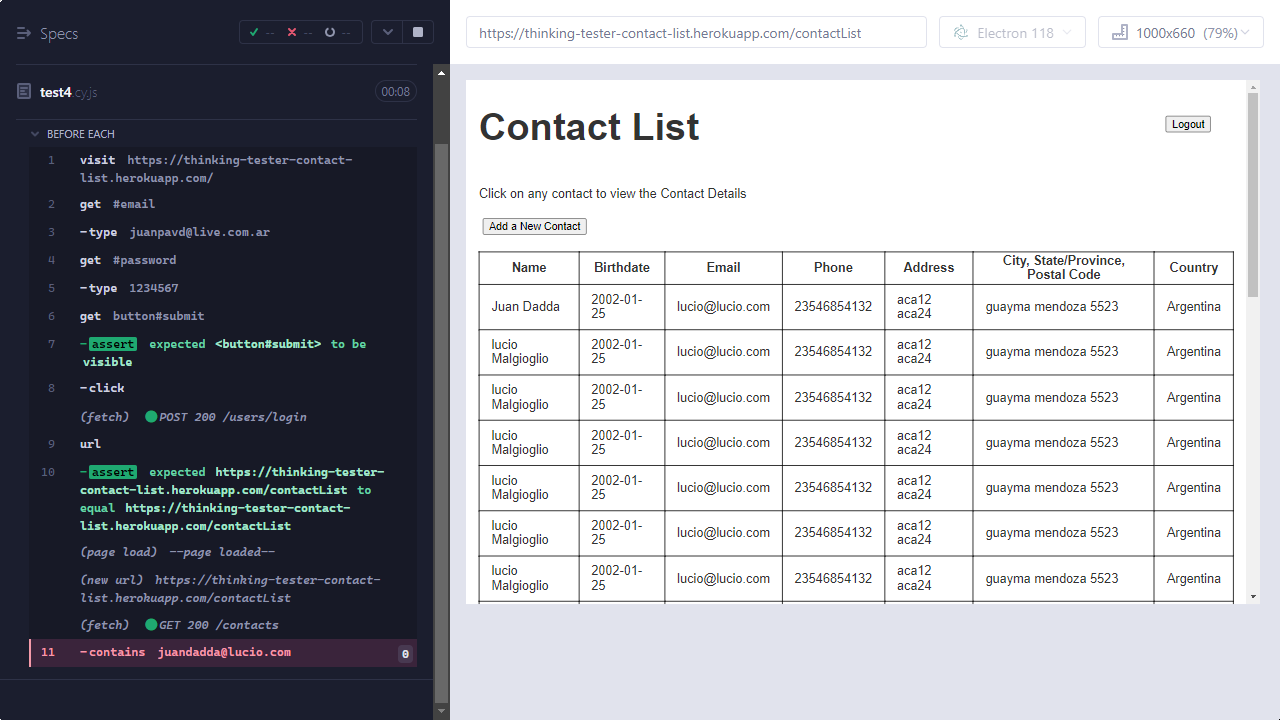 Specs
-- -- --
test4.cy.js 00:08
BEFORE EACH
1 visit https://thinking-tester-contact-
list.herokuapp.com/
2 get #email
3 -type juanpavd@live.com.ar
4 get #password
5 -type 1234567
6 get button#submit
7 -assert expected <button#submit> to be
visible
8 -click
(fetch) POST 200 /users/login
9 url
10 -assert expected https://thinking-tester-
contact-list.herokuapp.com/contactList to
equal https://thinking-tester-contact-
list.herokuapp.com/contactList
(page load) --page loaded--
(new url) https://thinking-tester-contact-
list.herokuapp.com/contactList
(fetch) GET 200 /contacts
11 -contains juandadda@lucio.com 0
https://thinking-tester-contact-list.herokuapp.com/contactList
Electron 118
1000x660 (79%)
Contact List
Logout
Click on any contact to view the Contact Details
Add a New Contact
Name Birthdate Email Phone Address City, State/Province, Postal Code Country
Juan Dadda 2002-01-25 lucio@lucio.com 23546854132 aca12 aca24 guayma mendoza 5523 Argentina
lucio Malgioglio 2002-01-25 lucio@lucio.com 23546854132 aca12 aca24 guayma mendoza 5523 Argentina
lucio Malgioglio 2002-01-25 lucio@lucio.com 23546854132 aca12 aca24 guayma mendoza 5523 Argentina
lucio Malgioglio 2002-01-25 lucio@lucio.com 23546854132 aca12 aca24 guayma mendoza 5523 Argentina
lucio Malgioglio 2002-01-25 lucio@lucio.com 23546854132 aca12 aca24 guayma mendoza 5523 Argentina
lucio Malgioglio 2002-01-25 lucio@lucio.com 23546854132 aca12 aca24 guayma mendoza 5523 Argentina
lucio Malgioglio 2002-01-25 lucio@lucio.com 23546854132 aca12 aca24 guayma mendoza 5523 Argentina